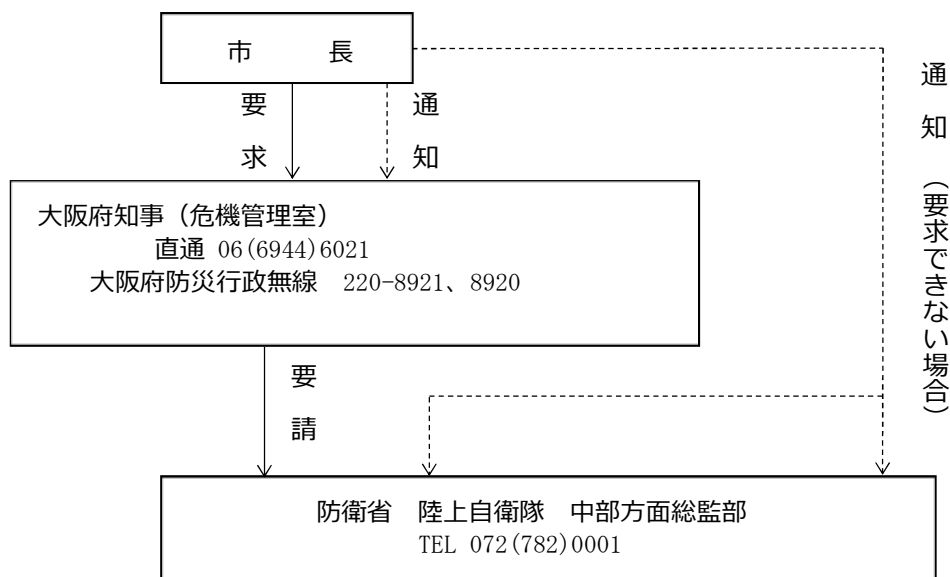 市　　　長
要求
通知
通知　（要求できない場合）
大阪府知事（危機管理室）
直通 06(6944)6021
大阪府防災行政無線　220-8921、8920
要請
防衛省　陸上自衛隊　中部方面総監部
TEL 072(782)0001